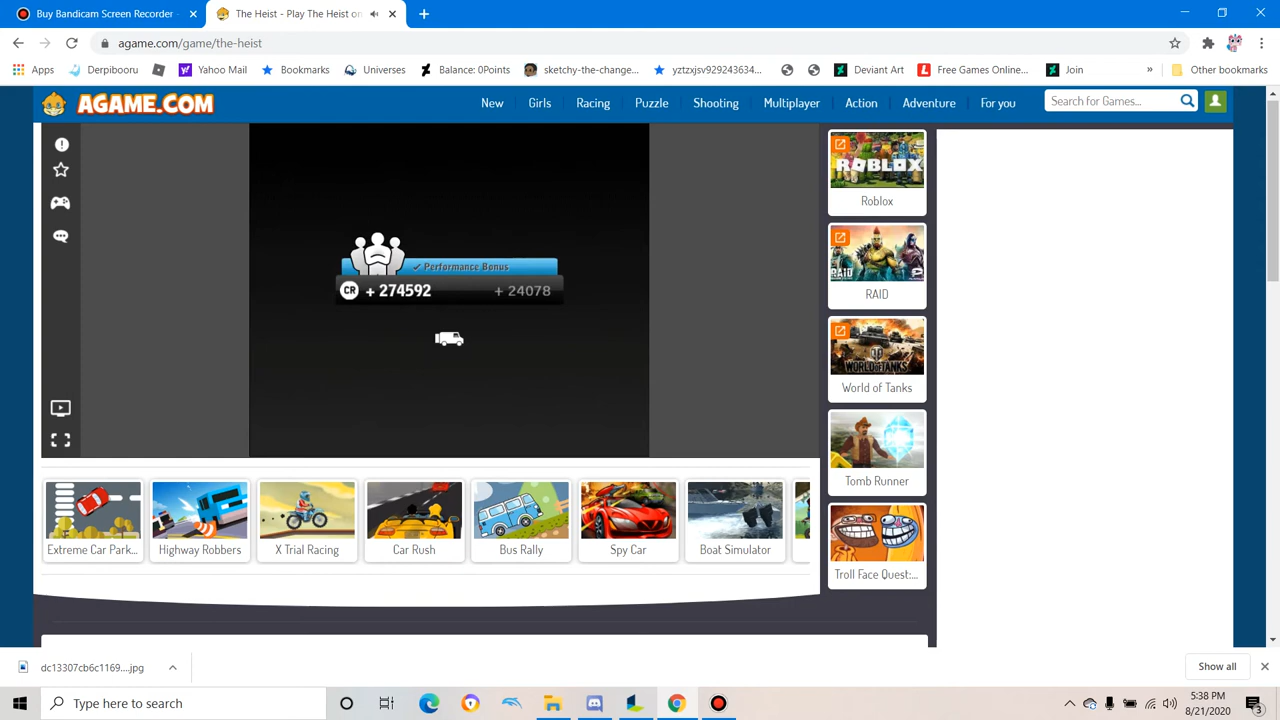 Buy Bandicam Screen Recorder
The Heist - Play The Heist on
agame.com/game/the-heist
Apps
Derpibooru
Yahoo Mail
Bookmarks
Universes
Balance: 0Points
sketchy-the-change...
yztzxjsv929243634...
Deviant Art
Free Games Online...
Join
»
Other bookmarks
AGAME.COM
New
Girls
Racing
Puzzle
Shooting
Multiplayer
Action
Adventure
For you
Search for Games...
Performance Bonus
CR + 274592 + 24078
ROBLOX
Roblox
RAID
RAID
WORLD OF TANKS
World of Tanks
Tomb Runner
Troll Face Quest:...
Extreme Car Park...
Highway Robbers
X Trial Racing
Car Rush
Bus Rally
Spy Car
Boat Simulator
dc13307cb6c1169....jpg
Show all
Type here to search
5:38 PM
8/21/2020
3